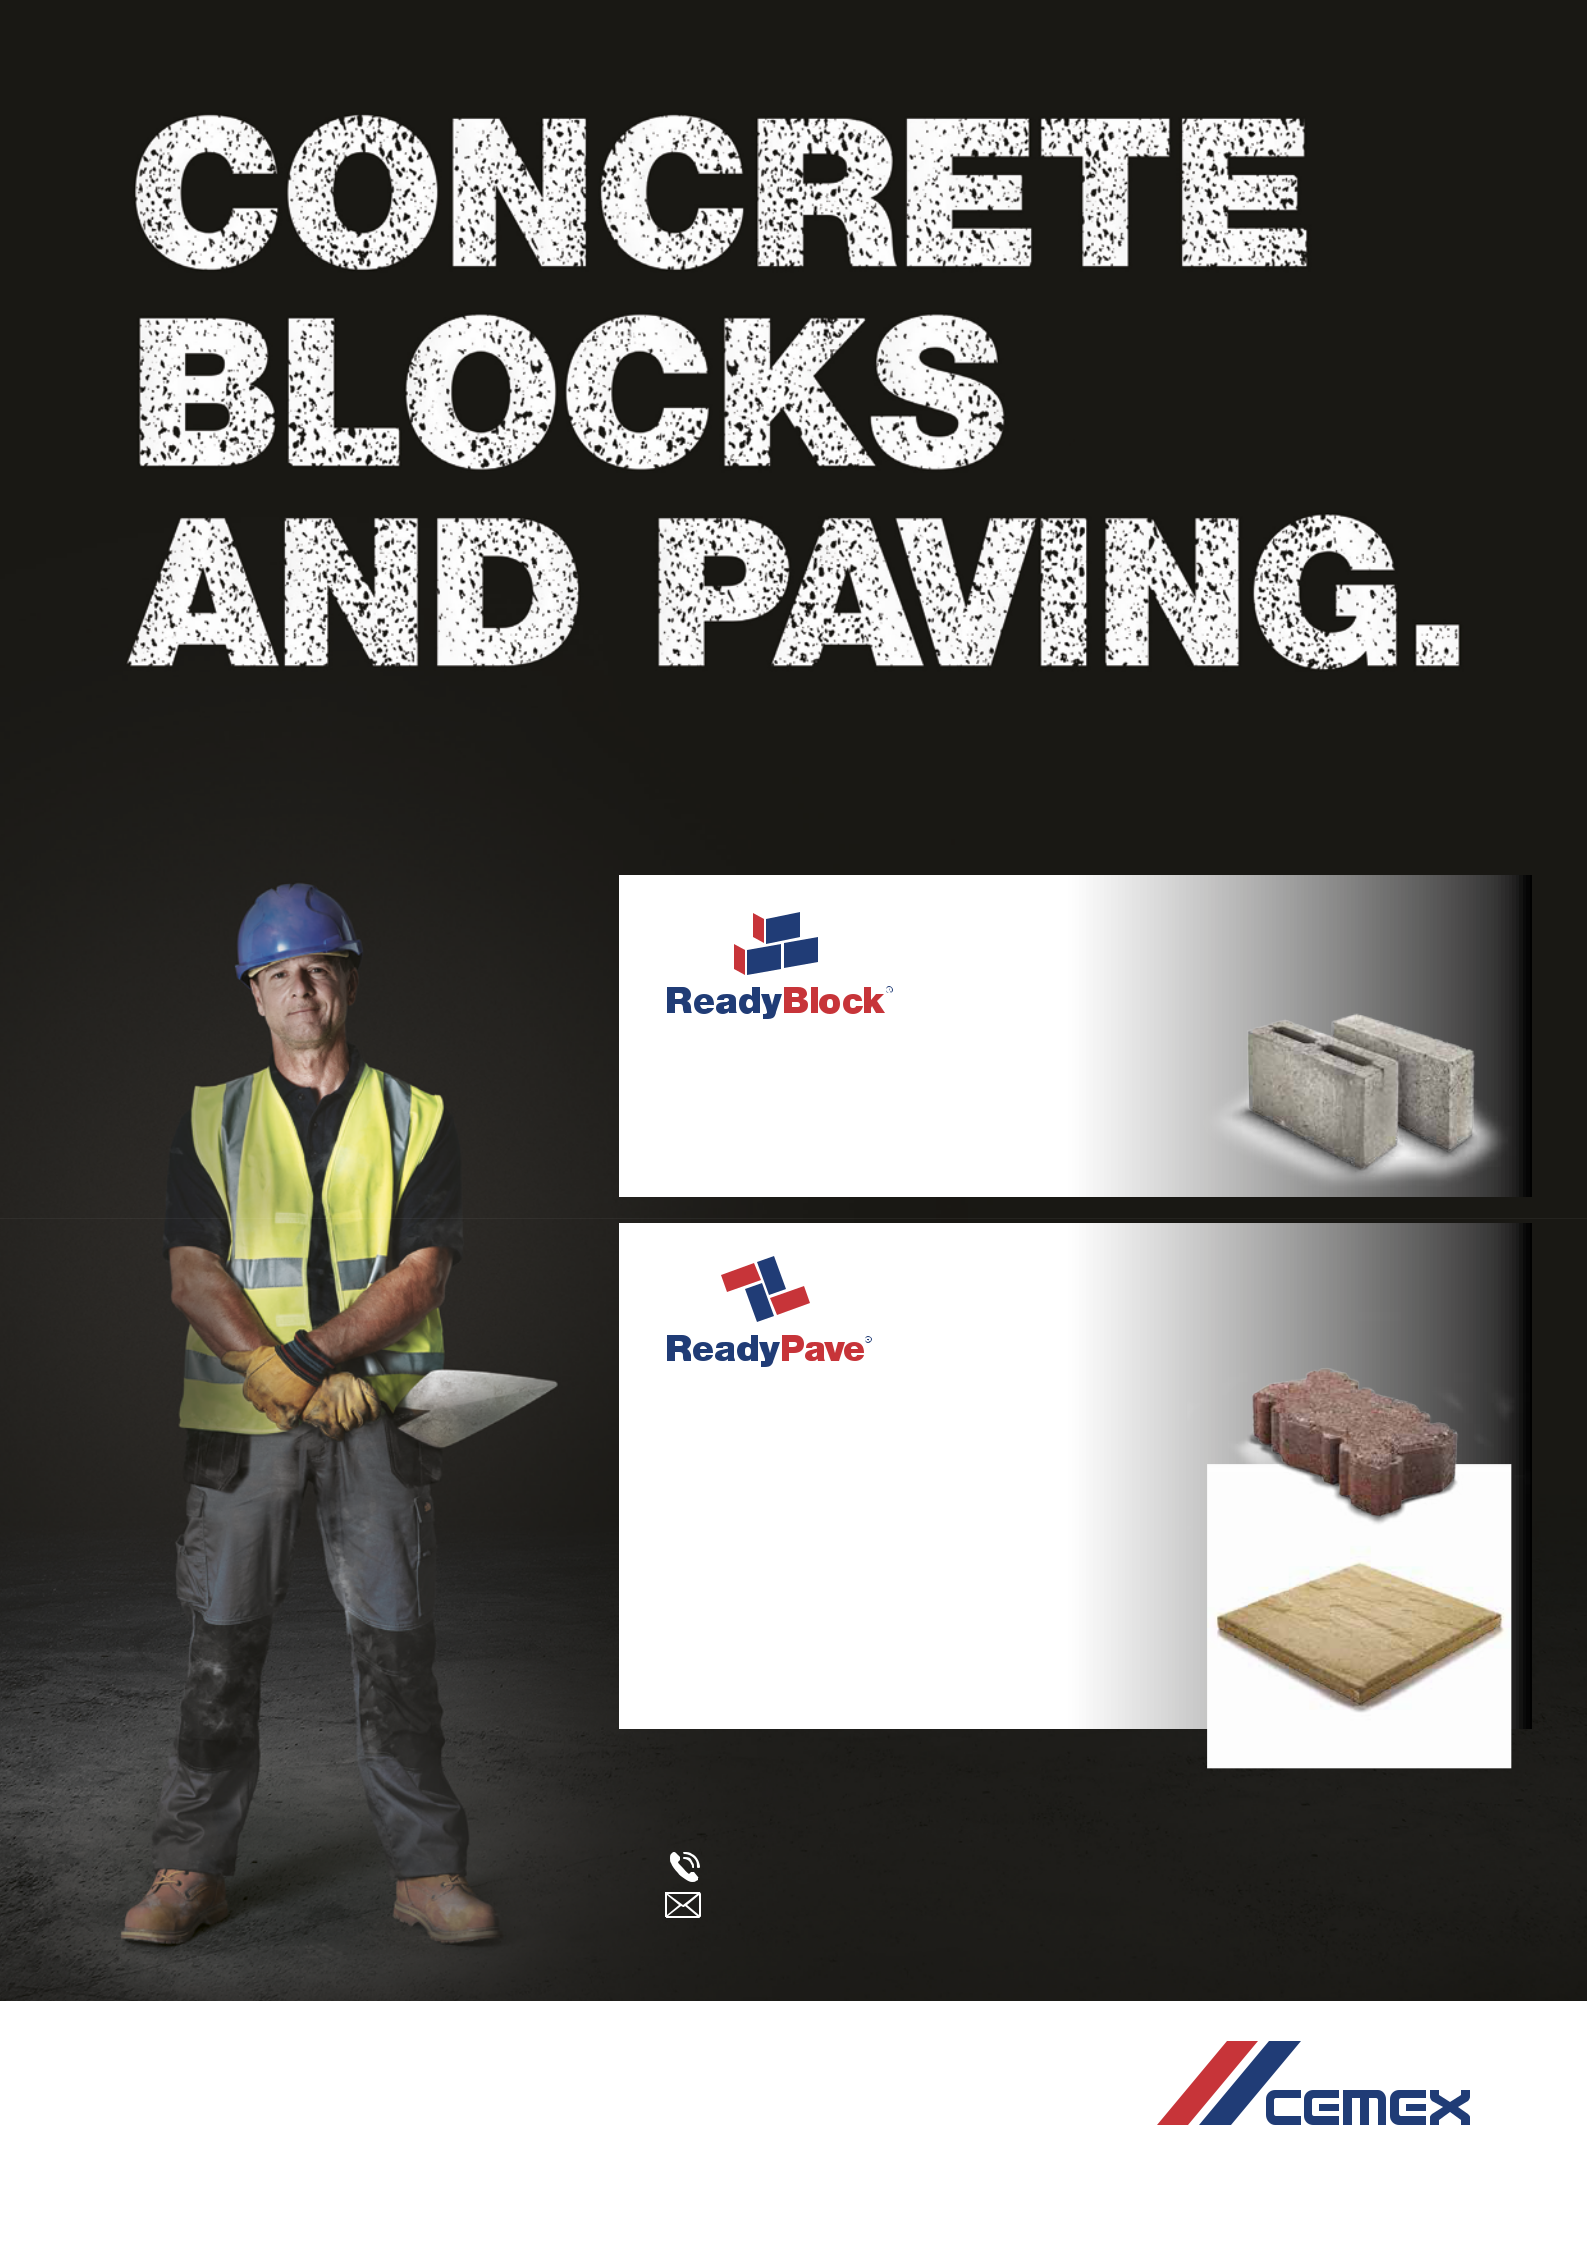 CONCRETE
BLOCKS
AND PAVING.
ReadyBlock®
ReadyPave®
CEMEX